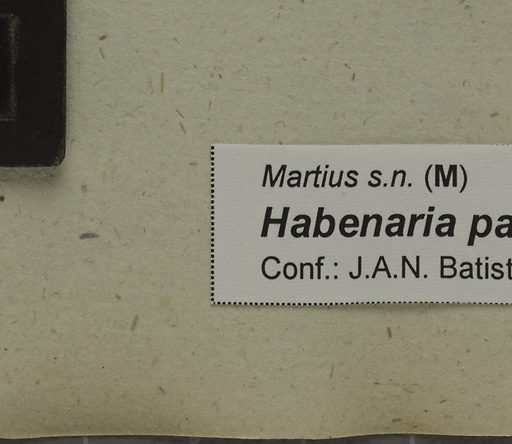 Martius s.n. (M)
Habenaria pa
Conf.: J.A.N. Batist